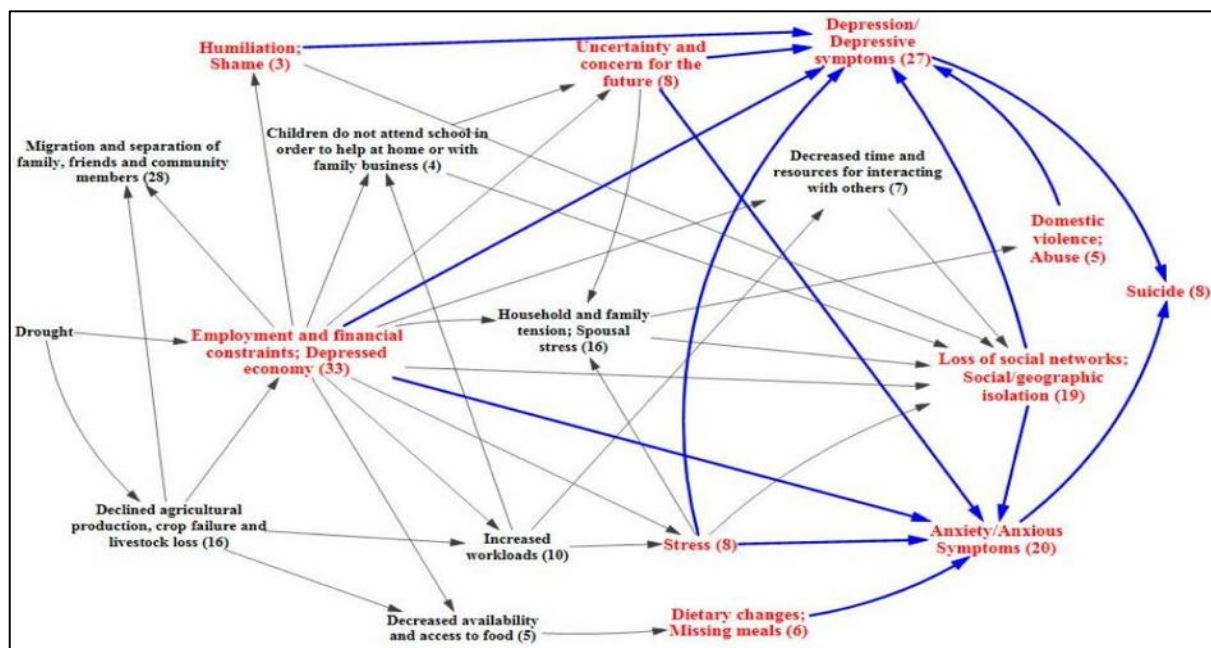 Humiliation;
Shame (3)
Uncertainty and
concern for the
future (8)
Depression/
Depressive
symptoms (27)
Migration and separation of
family, friends and community
members (28)
Children do not attend school in
order to help at home or with
family business (4)
Decreased time and
resources for interacting
with others (7)
Domestic
violence;
Abuse (5)
Suicide (8)
Drought
Employment and financial
constraints; Depressed
economy (33)
Household and family
tension; Spousal
stress (16)
Loss of social networks;
Social/geographic
isolation (19)
Declined agricultural
production, crop failure and
livestock loss (16)
Increased
workloads (10)
Stress (8)
Anxiety/Anxious
Symptoms (20)
Decreased availability
and access to food (5)
Dietary changes;
Missing meals (6)